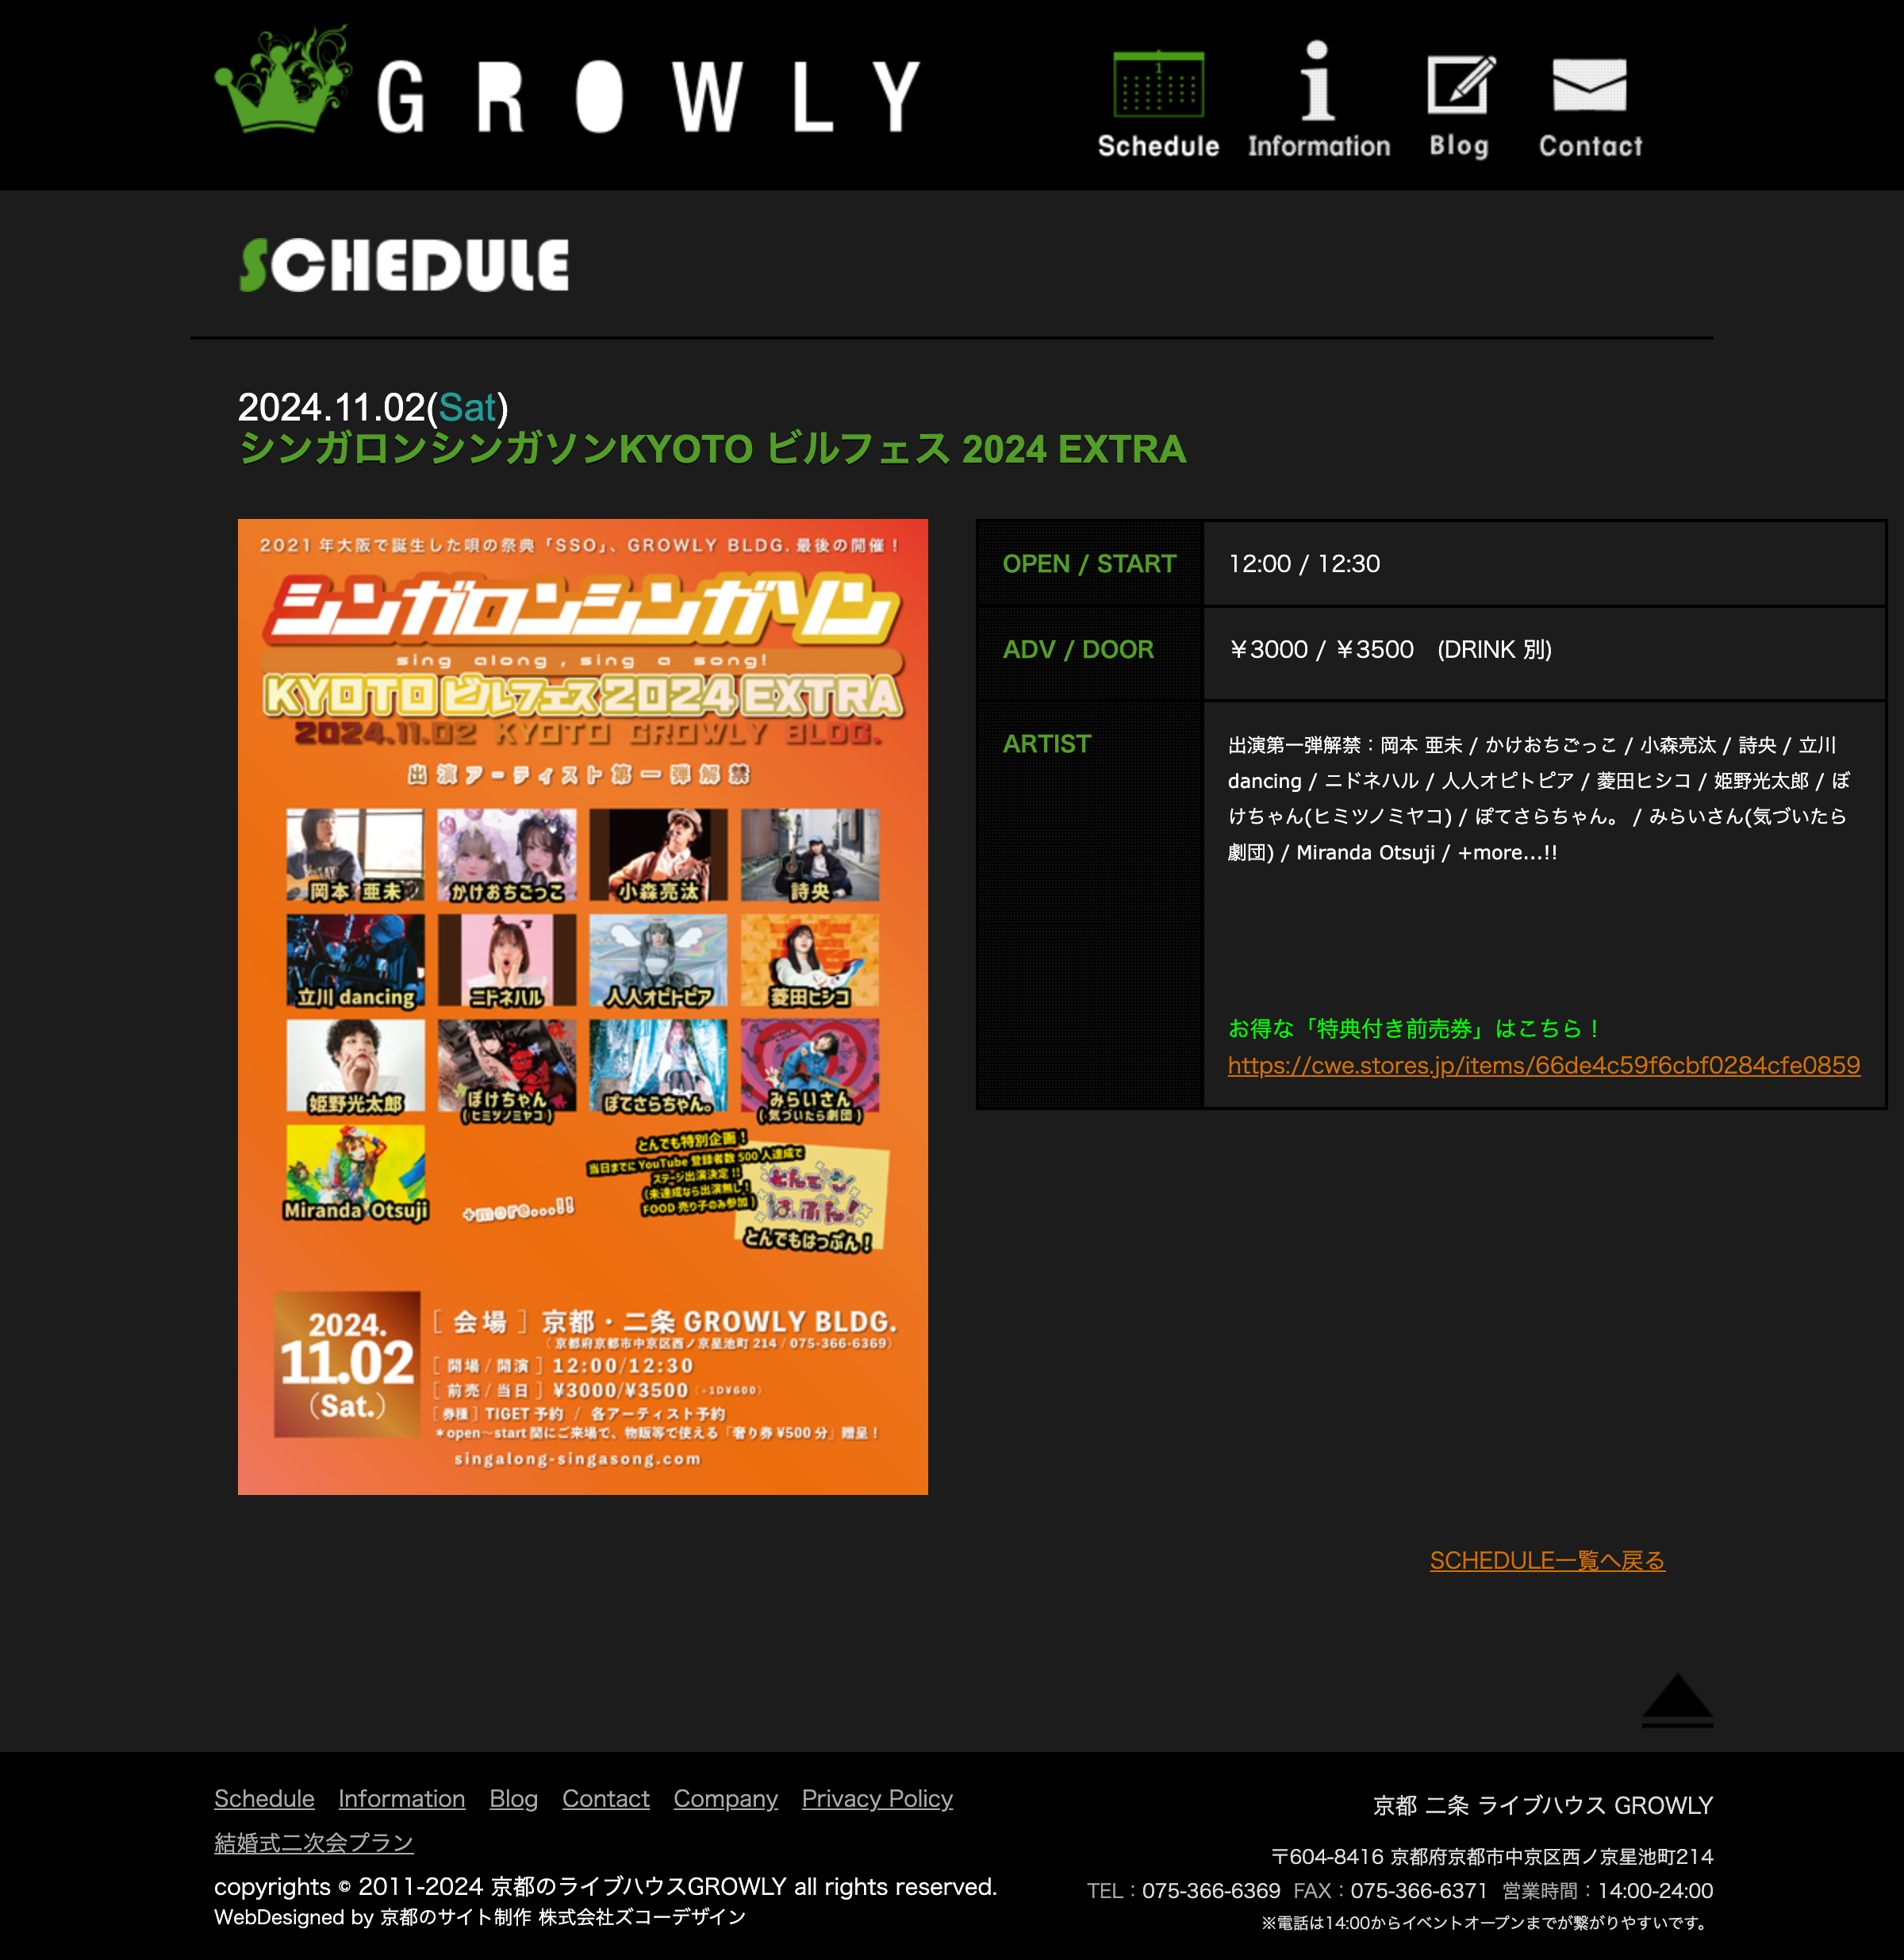 GROWLY
Schedule
Information
Blog
Contact
SCHEDULE
2024.11.02(Sat)
シンガロンシンガソンKYOTO ビルフェス 2024 EXTRA
2021年大阪で誕生した唄の祭典「SSO」、GROWLY BLDG.最後の開催！
シンガロンシンガソン
sing along , sing a song!
KYOTO ビルフェス2024 EXTRA
2024.11.02 KYOTO GROWLY BLDG.
出演アーティスト第一弾解禁
岡本 亜未
かけおちごっこ
小森亮汰
詩央
立川 dancing
ニドネハル
人人オピトピア
菱田ヒシコ
姫野光太郎
ぼけちゃん
(ヒミツノミヤコ)
ぽてさらちゃん。
みらいさん
(気づいたら劇団)
Miranda Otsuji
+more...!!
とんでも特別企画！
当日までにYouTube登録者数500人達成で
ステージ出演決定!!
(未達成なら出演無し！
FOOD売り子のみ参加)
とんでもはっぷん！
とんでもはっぷん！
2024.
11.02
（Sat.）
［会場］京都・二条 GROWLY BLDG.
（京都府京都市中京区西ノ京星池町214 / 075-366-6369）
［開場/開演］12:00/12:30
［前売/当日］¥3000/¥3500（+1D¥600）
［券種］TIGET予約 / 各アーティスト予約
＊open～start間にご来場で、物販等で使える「奢り券¥500分」贈呈！
singalong-singasong.com
OPEN / START
12:00 / 12:30
ADV / DOOR
￥3000 / ￥3500　(DRINK 別)
ARTIST
出演第一弾解禁：岡本 亜未 / かけおちごっこ / 小森亮汰 / 詩央 / 立川
dancing / ニドネハル / 人人オピトピア / 菱田ヒシコ / 姫野光太郎 / ぼ
けちゃん(ヒミツノミヤコ) / ぽてさらちゃん。 / みらいさん(気づいたら
劇団) / Miranda Otsuji / +more...!!
お得な「特典付き前売券」はこちら！
https://cwe.stores.jp/items/66de4c59f6cbf0284cfe0859
SCHEDULE一覧へ戻る
Schedule Information Blog Contact Company Privacy Policy
結婚式二次会プラン
copyrights © 2011-2024 京都のライブハウスGROWLY all rights reserved.
WebDesigned by 京都のサイト制作 株式会社ズコーデザイン
京都 二条 ライブハウス GROWLY
〒604-8416 京都府京都市中京区西ノ京星池町214
TEL：075-366-6369 FAX：075-366-6371 営業時間：14:00-24:00
※電話は14:00からイベントオープンまでが繋がりやすいです。